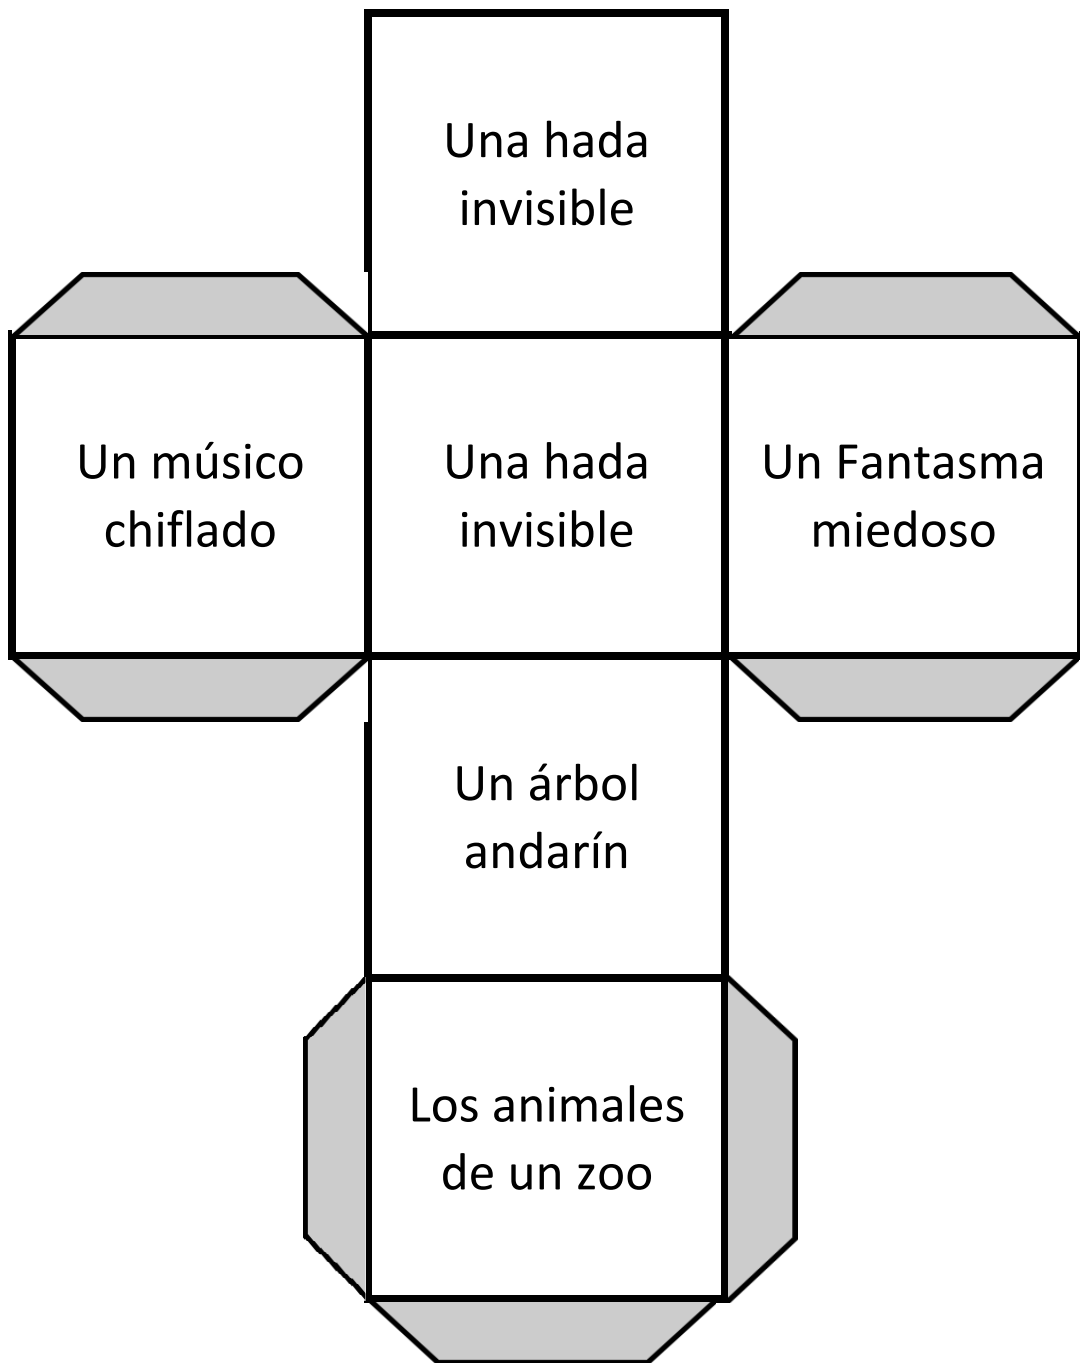 Una hada
invisible
Un músico
chiflado
Una hada
invisible
Un Fantasma
miedoso
Un árbol
andarín
Los animales
de un zoo